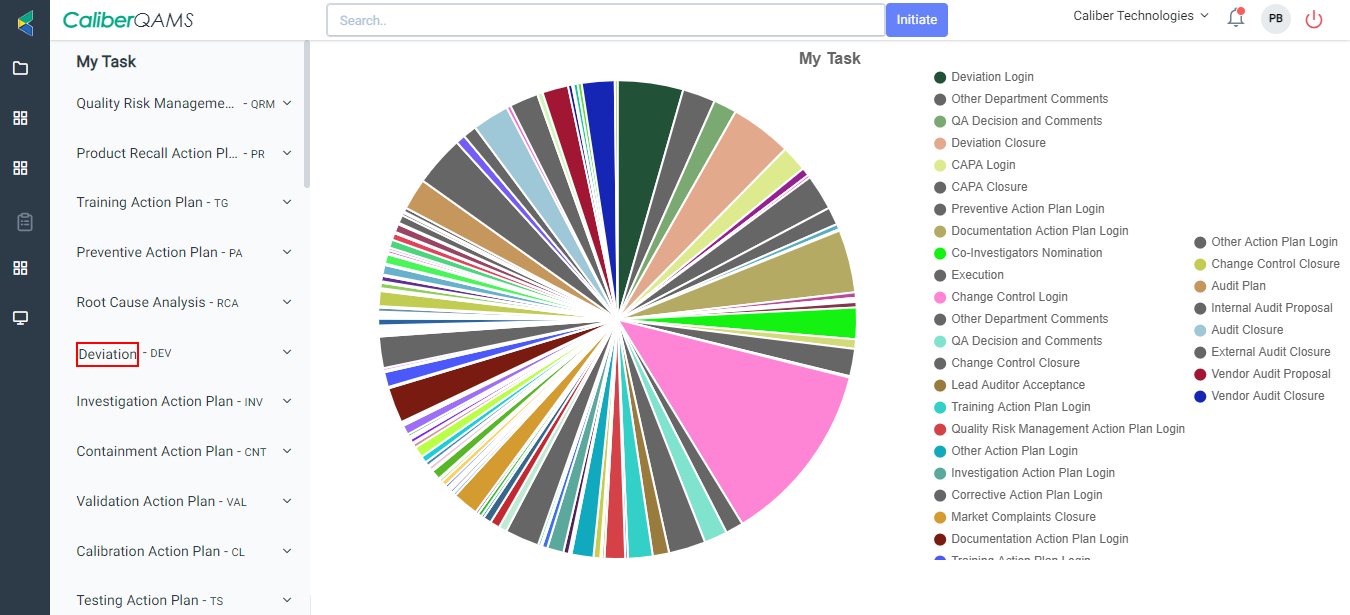 CaliberQAMS
Search..
Initiate
Caliber Technologies
PB
My Task
Quality Risk Manageme... - QRM
Product Recall Action Pl... - PR
Training Action Plan - TG
Preventive Action Plan - PA
Root Cause Analysis - RCA
Deviation - DEV
Investigation Action Plan - INV
Containment Action Plan - CNT
Validation Action Plan - VAL
Calibration Action Plan - CL
Testing Action Plan - TS
My Task
Deviation Login
Other Department Comments
QA Decision and Comments
Deviation Closure
CAPA Login
CAPA Closure
Preventive Action Plan Login
Documentation Action Plan Login
Co-Investigators Nomination
Execution
Change Control Login
Other Department Comments
QA Decision and Comments
Change Control Closure
Lead Auditor Acceptance
Training Action Plan Login
Quality Risk Management Action Plan Login
Other Action Plan Login
Investigation Action Plan Login
Corrective Action Plan Login
Market Complaints Closure
Documentation Action Plan Login
Training Action Plan Login
Other Action Plan Login
Change Control Closure
Audit Plan
Internal Audit Proposal
Audit Closure
External Audit Closure
Vendor Audit Proposal
Vendor Audit Closure